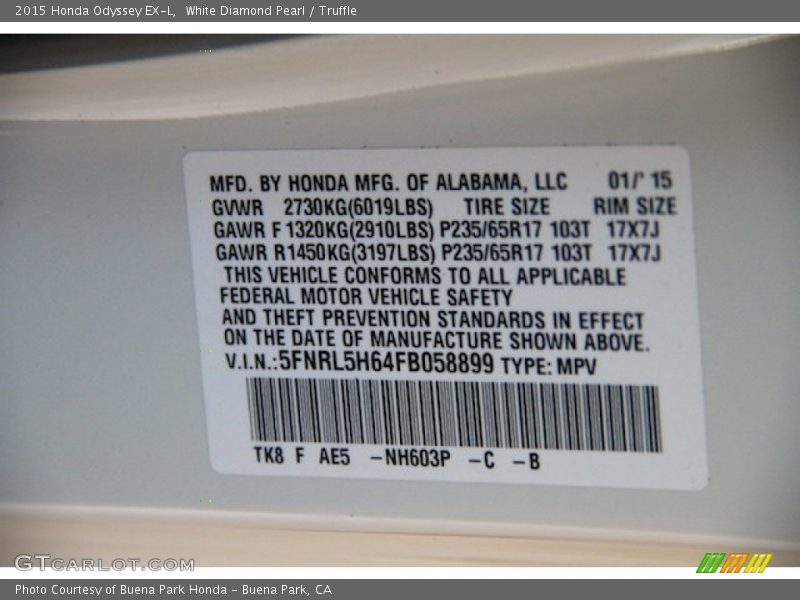 2015 Honda Odyssey EX-L, White Diamond Pearl / Truffle
MFD. BY HONDA MFG. OF ALABAMA, LLC 01/' 15
GVWR 2730KG(6019LBS) TIRE SIZE RIM SIZE
GAWR F 1320KG(2910LBS) P235/65R17 103T 17X7J
GAWR R1450KG(3197LBS) P235/65R17 103T 17X7J
THIS VEHICLE CONFORMS TO ALL APPLICABLE
FEDERAL MOTOR VEHICLE SAFETY
AND THEFT PREVENTION STANDARDS IN EFFECT
ON THE DATE OF MANUFACTURE SHOWN ABOVE.
V.I.N.:5FNRL5H64FB058899 TYPE: MPV
TK8 F AE5 -NH603P -C -B
GTCARLOT.COM
Photo Courtesy of Buena Park Honda - Buena Park, CA